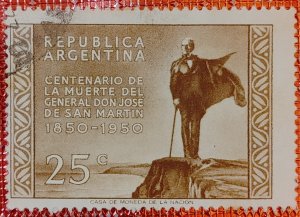 REPUBLICA
ARGENTINA
CENTENARIO DE
LA MUERTE DEL
GENERAL DON JOSE
DE SAN MARTIN
1850-1950
25c
CASA DE MONEDA DE LA NACION